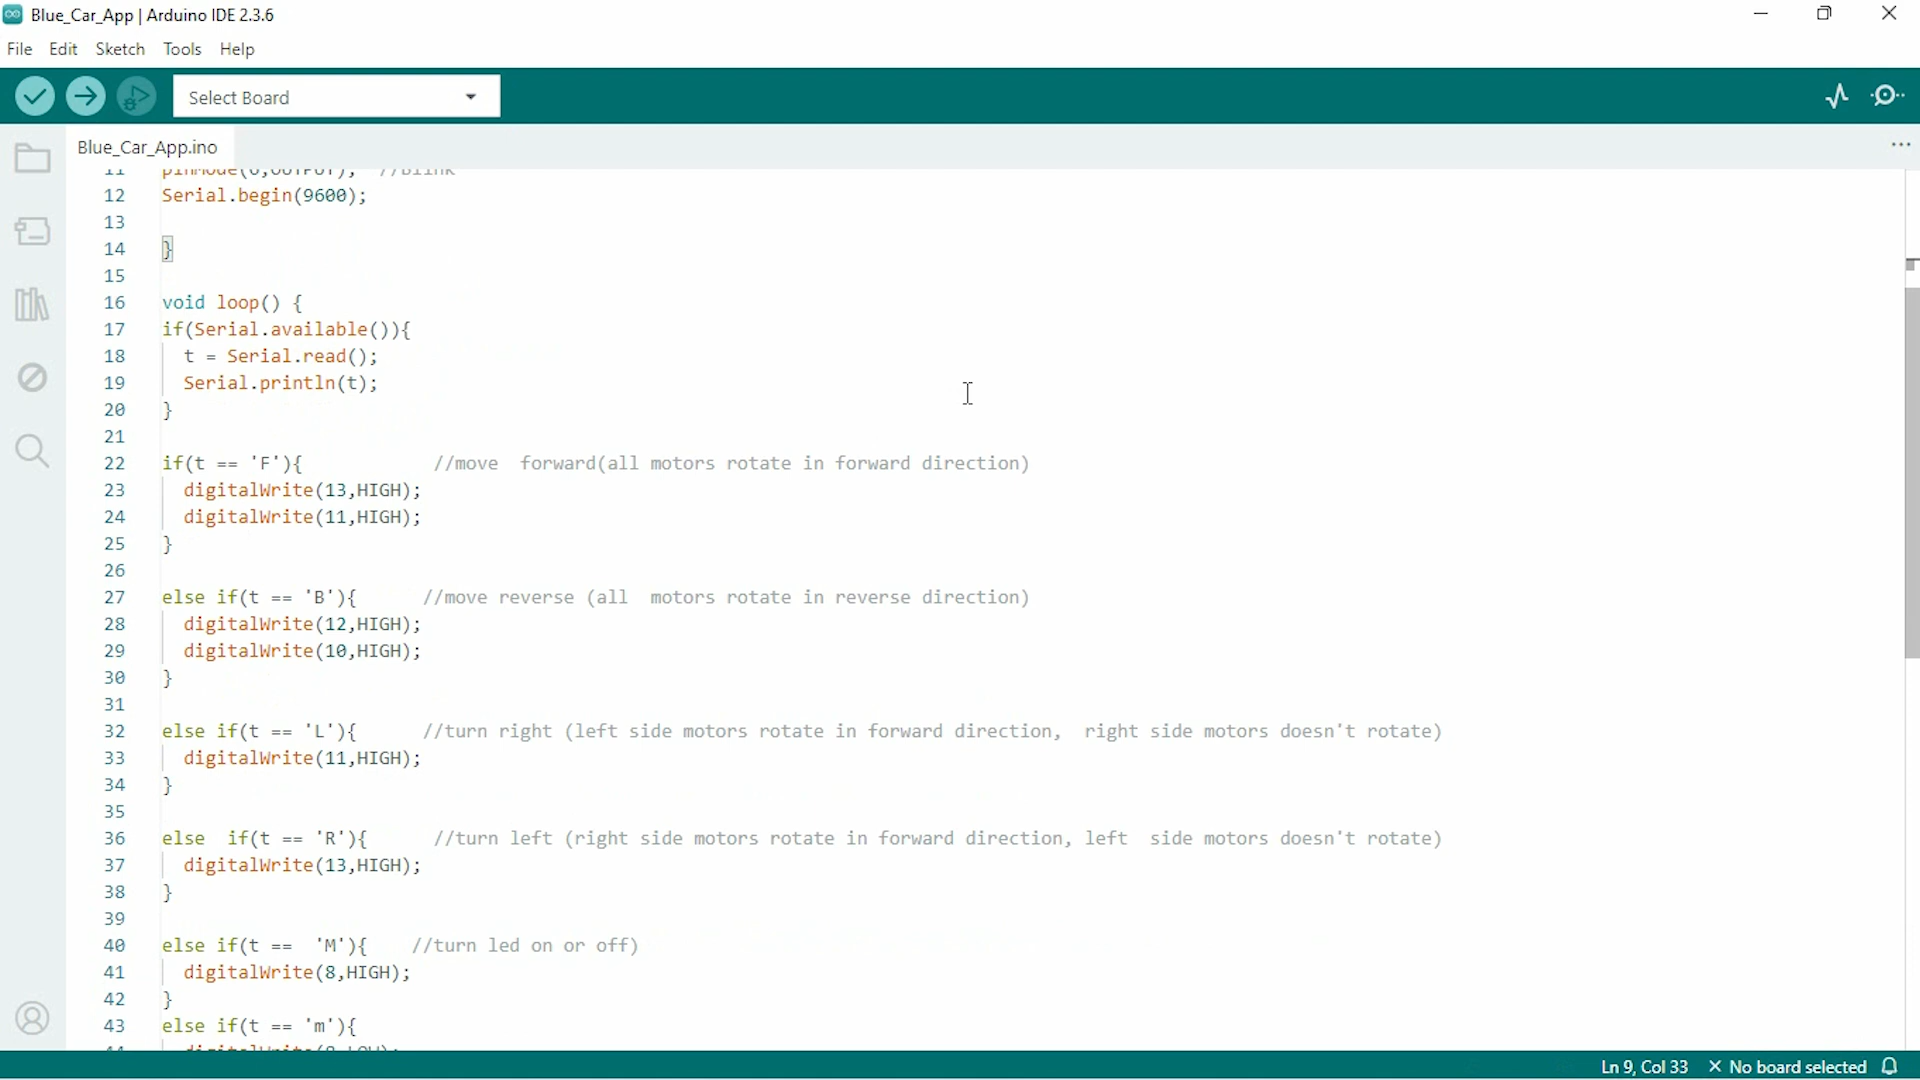 Blue_Car_App | Arduino IDE 2.3.6
File Edit Sketch Tools Help
Select Board
Blue_Car_App.ino
12 Serial.begin(9600);
13
14 }
15
16 void loop() {
17 if(Serial.available()){
18 t = Serial.read();
19 Serial.println(t);
20 }
21
22 if(t == 'F'){ //move forward(all motors rotate in forward direction)
23 digitalWrite(13,HIGH);
24 digitalWrite(11,HIGH);
25 }
26
27 else if(t == 'B'){ //move reverse (all motors rotate in reverse direction)
28 digitalWrite(12,HIGH);
29 digitalWrite(10,HIGH);
30 }
31
32 else if(t == 'L'){ //turn right (left side motors rotate in forward direction, right side motors doesn't rotate)
33 digitalWrite(11,HIGH);
34 }
35
36 else if(t == 'R'){ //turn left (right side motors rotate in forward direction, left side motors doesn't rotate)
37 digitalWrite(13,HIGH);
38 }
39
40 else if(t == 'M'){ //turn led on or off)
41 digitalWrite(8,HIGH);
42 }
43 else if(t == 'm'){
Ln 9, Col 33 × No board selected